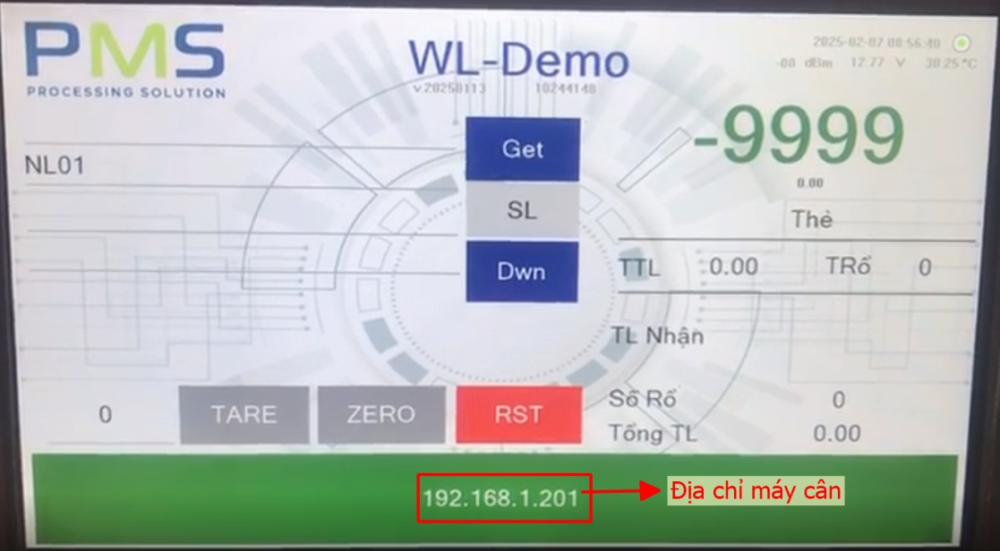 PMS
PROCESSING SOLUTION
WL-Demo
v.20250113 10244148
2025-02-07 08:56:40
-00 dBm 12.77 V 30.25 °C
-9999
0.00
Get
NL01
SL
Thẻ
Dwn
TTL 0.00 TRổ 0
TL Nhận
0 TARE ZERO RST
Số Rổ 0
Tổng TL 0.00
192.168.1.201
Địa chỉ máy cân